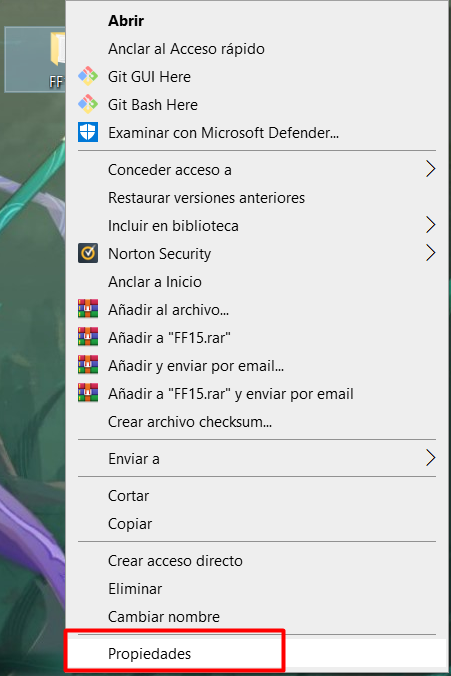 Abrir
Anclar al Acceso rápido
Git GUI Here
Git Bash Here
Examinar con Microsoft Defender...
Conceder acceso a
Restaurar versiones anteriores
Incluir en biblioteca
Norton Security
Anclar a Inicio
Añadir al archivo...
Añadir a "FF15.rar"
Añadir y enviar por email...
Añadir a "FF15.rar" y enviar por email
Crear archivo checksum...
Enviar a
Cortar
Copiar
Crear acceso directo
Eliminar
Cambiar nombre
Propiedades
FF